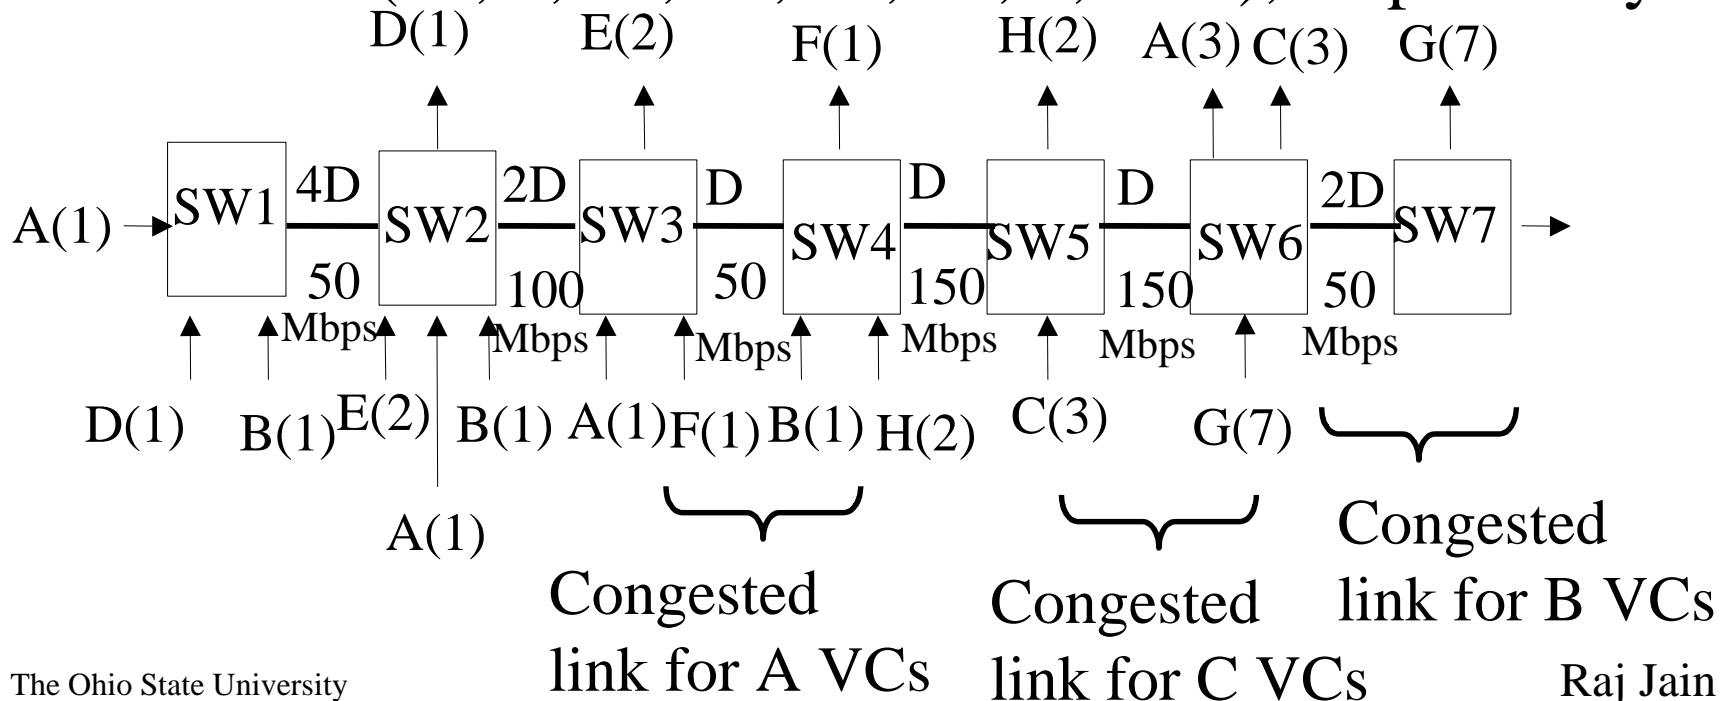 D(1) E(2) F(1) H(2) A(3) C(3) G(7)
4D 2D D D D 2D
A(1) SW1 SW2 SW3 SW4 SW5 SW6 SW7
50 100 50 150 150 50
Mbps Mbps Mbps Mbps Mbps Mbps
D(1) B(1) E(2) B(1) A(1) F(1) B(1) H(2) C(3) G(7)
A(1)
Congested
link for A VCs
Congested
link for C VCs
Congested
link for B VCs
The Ohio State University
Raj Jain